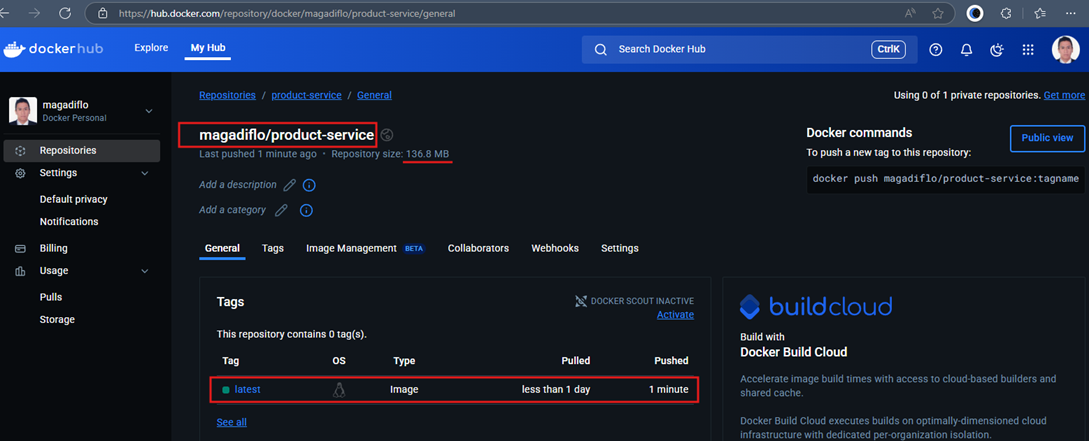 https://hub.docker.com/repository/docker/magadiflo/product-service/general
dockerhub
Explore
My Hub
Search Docker Hub
CtrlK
magadiflo
Docker Personal
Repositories
Settings
Default privacy
Notifications
Billing
Usage
Pulls
Storage
Repositories / product-service / General
Using 0 of 1 private repositories. Get more
magadiflo/product-service
Last pushed 1 minute ago • Repository size: 136.8 MB
Add a description
Add a category
Docker commands
Public view
To push a new tag to this repository:
docker push magadiflo/product-service:tagname
General Tags Image Management BETA Collaborators Webhooks Settings
Tags
DOCKER SCOUT INACTIVE
Activate
This repository contains 0 tag(s).
Tag OS Type Pulled Pushed
latest Image less than 1 day 1 minute
See all
buildcloud
Build with
Docker Build Cloud
Accelerate image build times with access to cloud-based builders and
shared cache.
Docker Build Cloud executes builds on optimally-dimensioned cloud
infrastructure with dedicated per-organization isolation.